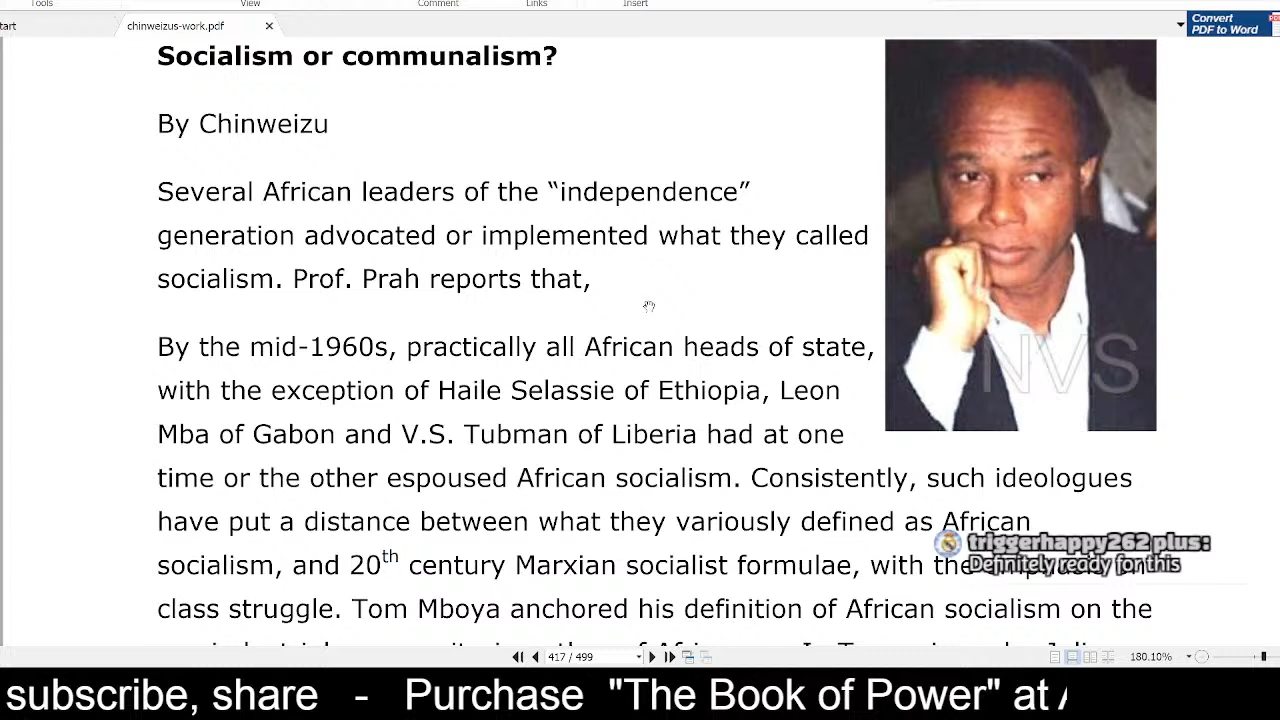 Tools View Comment Links Insert
tart chinweizus-work.pdf
Convert
PDF to Word
Socialism or communalism?
By Chinweizu
Several African leaders of the “independence”
generation advocated or implemented what they called
socialism. Prof. Prah reports that,
By the mid-1960s, practically all African heads of state,
with the exception of Haile Selassie of Ethiopia, Leon
Mba of Gabon and V.S. Tubman of Liberia had at one
time or the other espoused African socialism. Consistently, such ideologues
have put a distance between what they variously defined as African
socialism, and 20th century Marxian socialist formulae, with the
class struggle. Tom Mboya anchored his definition of African socialism on the
NVS
triggerhappy262 plus:
Definitely ready for this
417 / 499 180.10%
subscribe, share - Purchase "The Book of Power" at